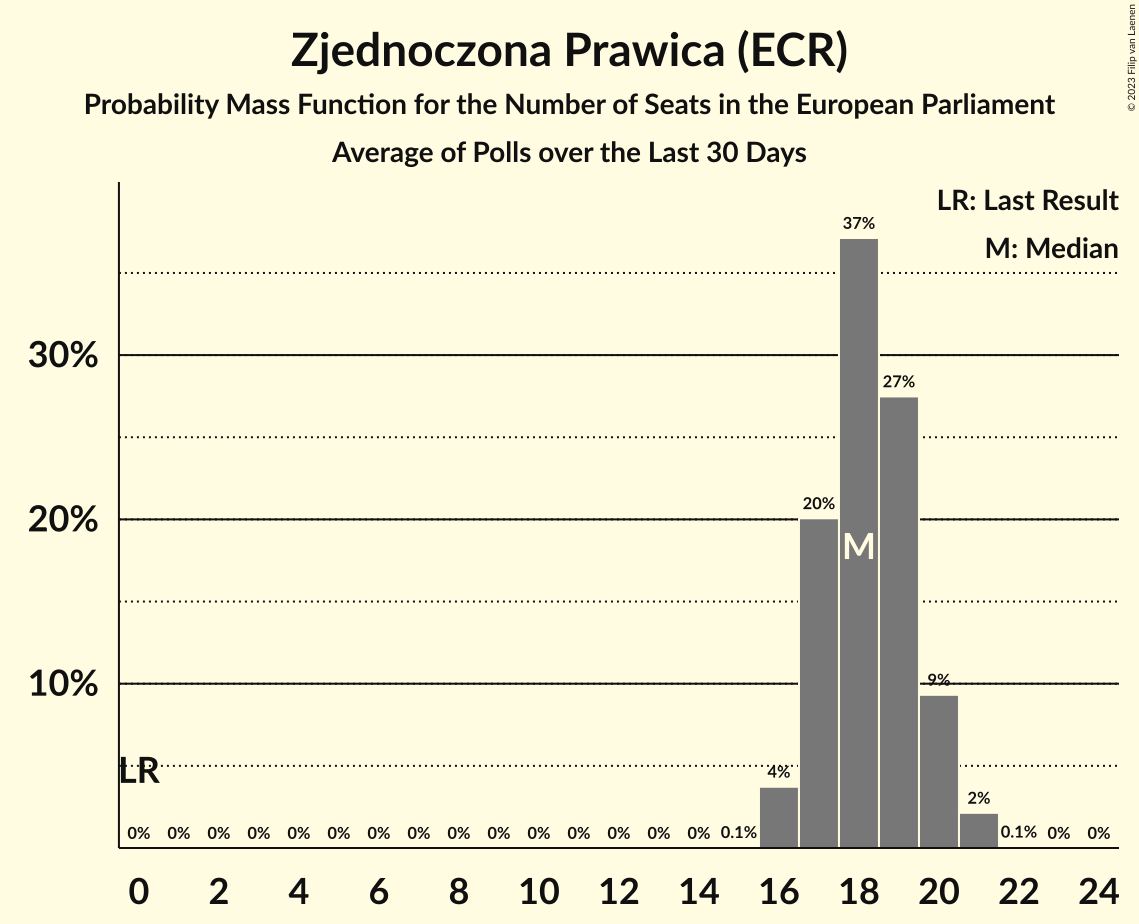 Zjednoczona Prawica (ECR)
Probability Mass Function for the Number of Seats in the European Parliament
Average of Polls over the Last 30 Days
© 2023 Filip van Laenen
LR: Last Result
M: Median
37%
30%
27%
20%
20%
M
10%
9%
LR
4%
2%
0% 0% 0% 0% 0% 0% 0% 0% 0% 0% 0% 0% 0% 0% 0% 0.1% 0.1% 0% 0%
0 2 4 6 8 10 12 14 16 18 20 22 24